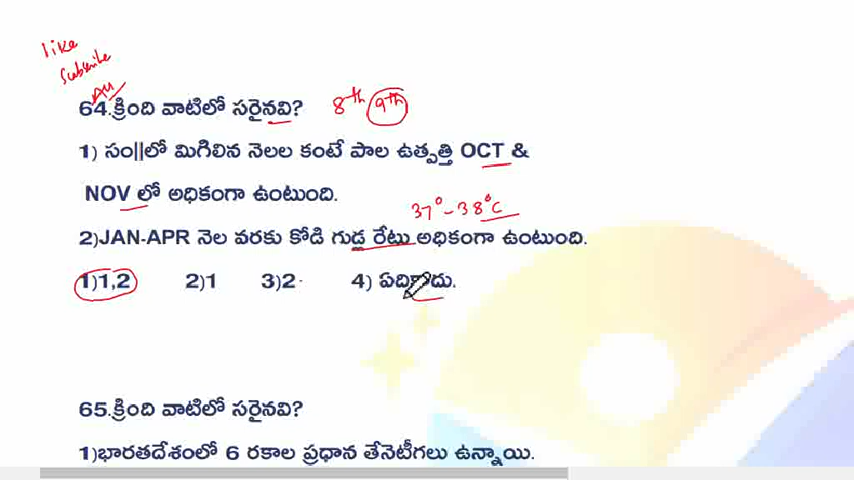 like
Subscribe
All
64.క్రింది వాటిలో సరైనవి? 8th 9th
1) సం||లో మిగిలిన నెలల కంటే పాల ఉత్పత్తి OCT &
NOV లో అధికంగా ఉంటుంది.
37°-38°C
2)JAN-APR నెల వరకు కోడి గుడ్ల రేటు అధికంగా ఉంటుంది.
1)1,2 2)1 3)2 4) ఏదికాదు.
65.క్రింది వాటిలో సరైనవి?
1)భారతదేశంలో 6 రకాల ప్రధాన తేనెటీగలు ఉన్నాయి.